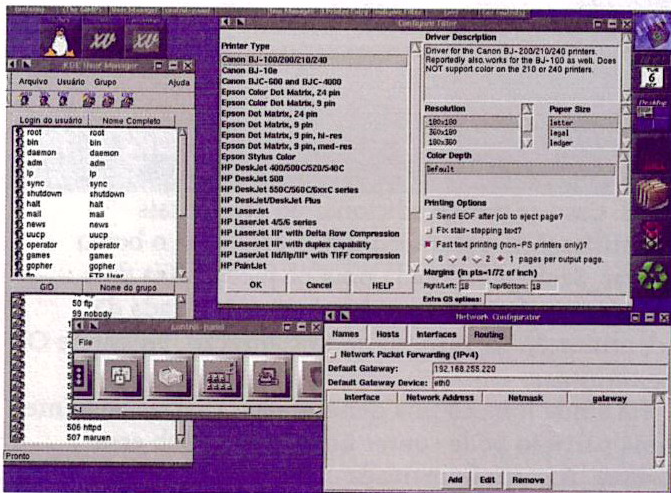 Configure Filter
Printer Type
Canon BJ-100/200/210/240
Canon BJ-10e
Canon BJC-600 and BJC-4000
Epson Color Dot Matrix, 24 pin
Epson Color Dot Matrix, 9 pin
Epson Dot Matrix, 24 pin
Epson Dot Matrix, 9 pin
Epson Dot Matrix, 9 pin, hi-res
Epson Dot Matrix, 9 pin, med-res
Epson Stylus Color
HP DeskJet 400/500C/520/540C
HP DeskJet 500
HP DeskJet 550C/560C/6xxC series
HP DeskJet/DeskJet Plus
HP LaserJet
HP LaserJet 4/5/6 series
HP LaserJet III* with Delta Row Compression
HP LaserJet III* with duplex capability
HP LaserJet IId/IIp/III* with TIFF compression
HP PaintJet
OK Cancel HELP
Driver Description
Driver for the Canon BJ-200/210/240 printers.
Reportedly also works for the BJ-100 as well. Does
NOT support color on the 210 or 240 printers.
Resolution
180x180
360x180
180x360
Paper Size
letter
legal
ledger
Color Depth
Default
Printing Options
Send EOF after job to eject page?
Fix stair-stepping text?
Fast text printing (non-PS printers only)?
8 4 2 1 pages per output page.
Margins (in pts=1/72 of inch)
Right/Left: 18 Top/Bottom: 18
Extra GS options:
TUE
6
Desktop
KDE User Manager
Arquivo Usuário Grupo Ajuda
Login do usuário Nome Completo
root root
bin bin
daemon daemon
adm adm
lp lp
sync sync
shutdown shutdown
halt halt
mail mail
news news
uucp uucp
operator operator
games games
gopher gopher
ftp FTP User
GID Nome do grupo
50 ftp
99 nobody
506 httpd
507 maruen
Pronto
control-panel
File
Network Configurator
Names Hosts Interfaces Routing
Network Packet Forwarding (IPv4)
Default Gateway: 192.168.255.220
Default Gateway Device: eth0
Interface Network Address Netmask gateway
Add Edit Remove